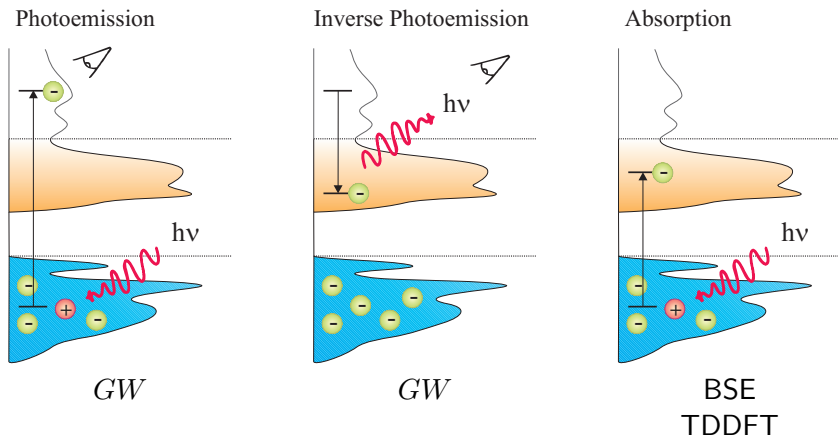 Photoemission
Inverse Photoemission
Absorption
-
hν
-
hν
-
-
+
-
-
GW
-
-
-
-
-
GW
-
hν
-
+
-
-
BSE
TDDFT